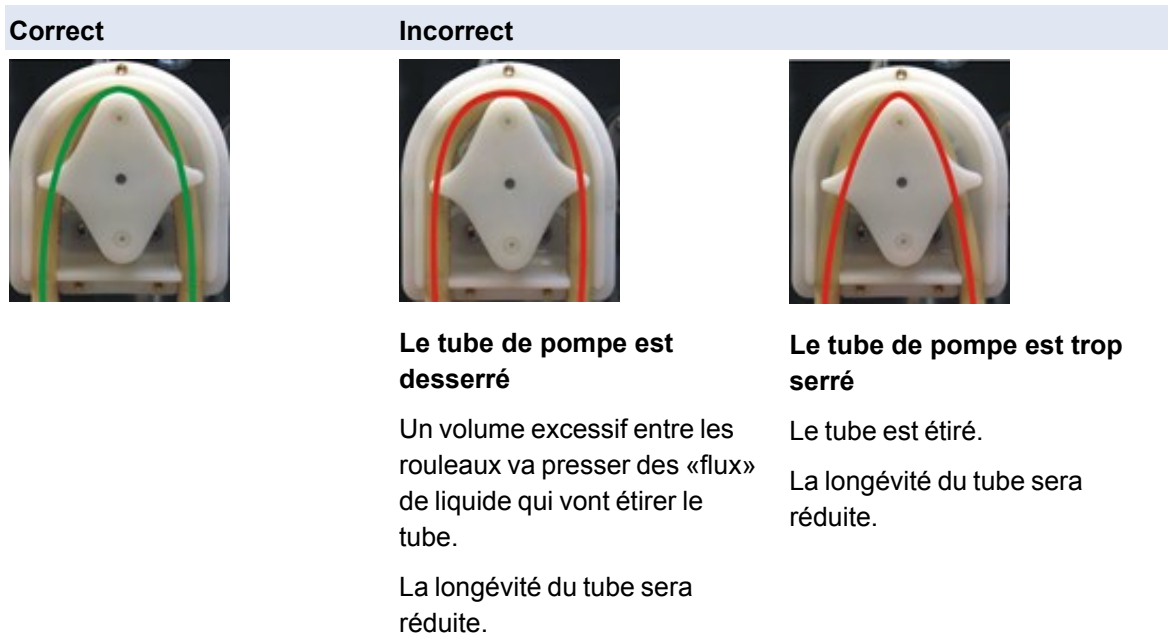 Correct
Incorrect
Le tube de pompe est
desserré
Un volume excessif entre les
rouleaux va presser des «flux»
de liquide qui vont étirer le
tube.
La longévité du tube sera
réduite.
Le tube de pompe est trop
serré
Le tube est étiré.
La longévité du tube sera
réduite.